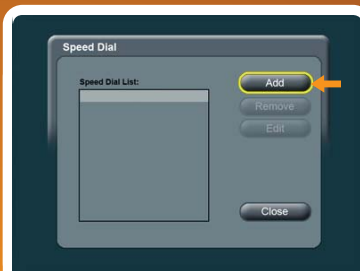 Speed Dial
Speed Dial List:
Add
Remove
Edit
Close